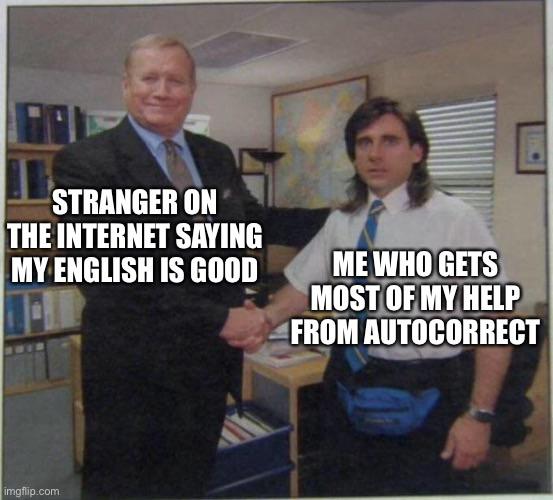 STRANGER ON
THE INTERNET SAYING
MY ENGLISH IS GOOD
ME WHO GETS
MOST OF MY HELP
FROM AUTOCORRECT
imgflip.com